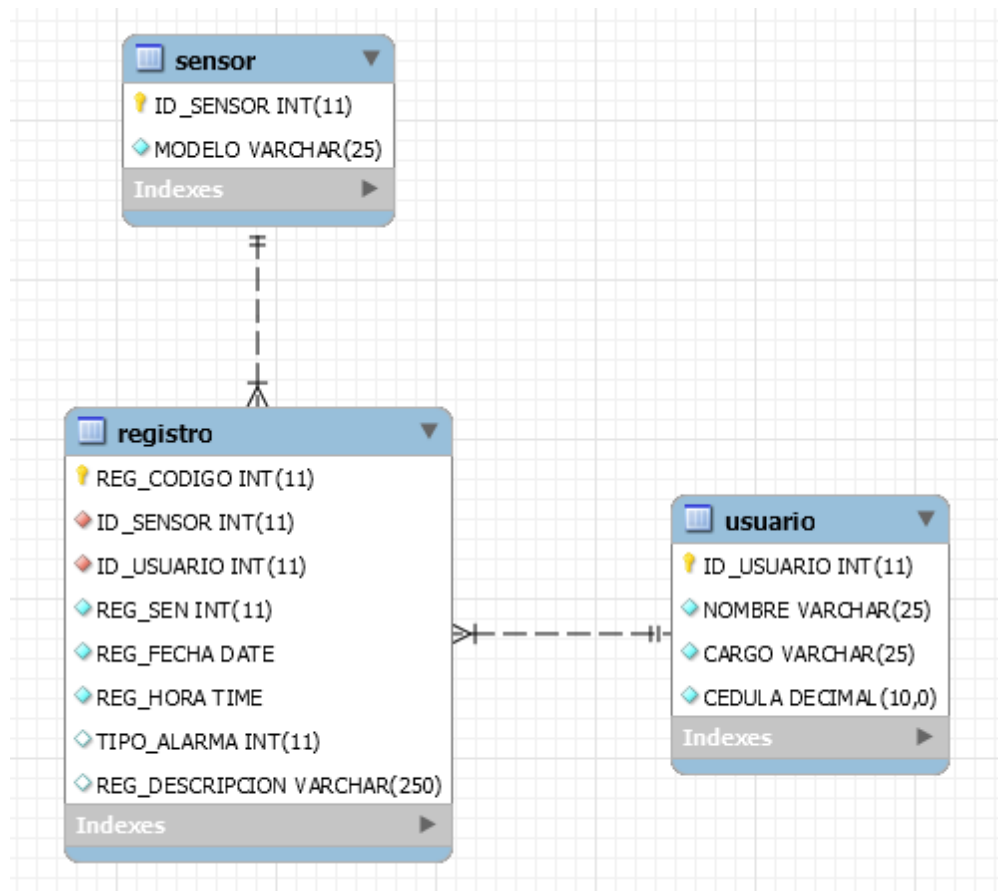 sensor
ID_SENSOR INT(11)
MODELO VARCHAR(25)
Indexes
registro
REG_CODIGO INT(11)
ID_SENSOR INT(11)
ID_USUARIO INT(11)
REG_SEN INT(11)
REG_FECHA DATE
REG_HORA TIME
TIPO_ALARMA INT(11)
REG_DESCRIPCION VARCHAR(250)
Indexes
usuario
ID_USUARIO INT(11)
NOMBRE VARCHAR(25)
CARGO VARCHAR(25)
CEDULA DECIMAL(10,0)
Indexes